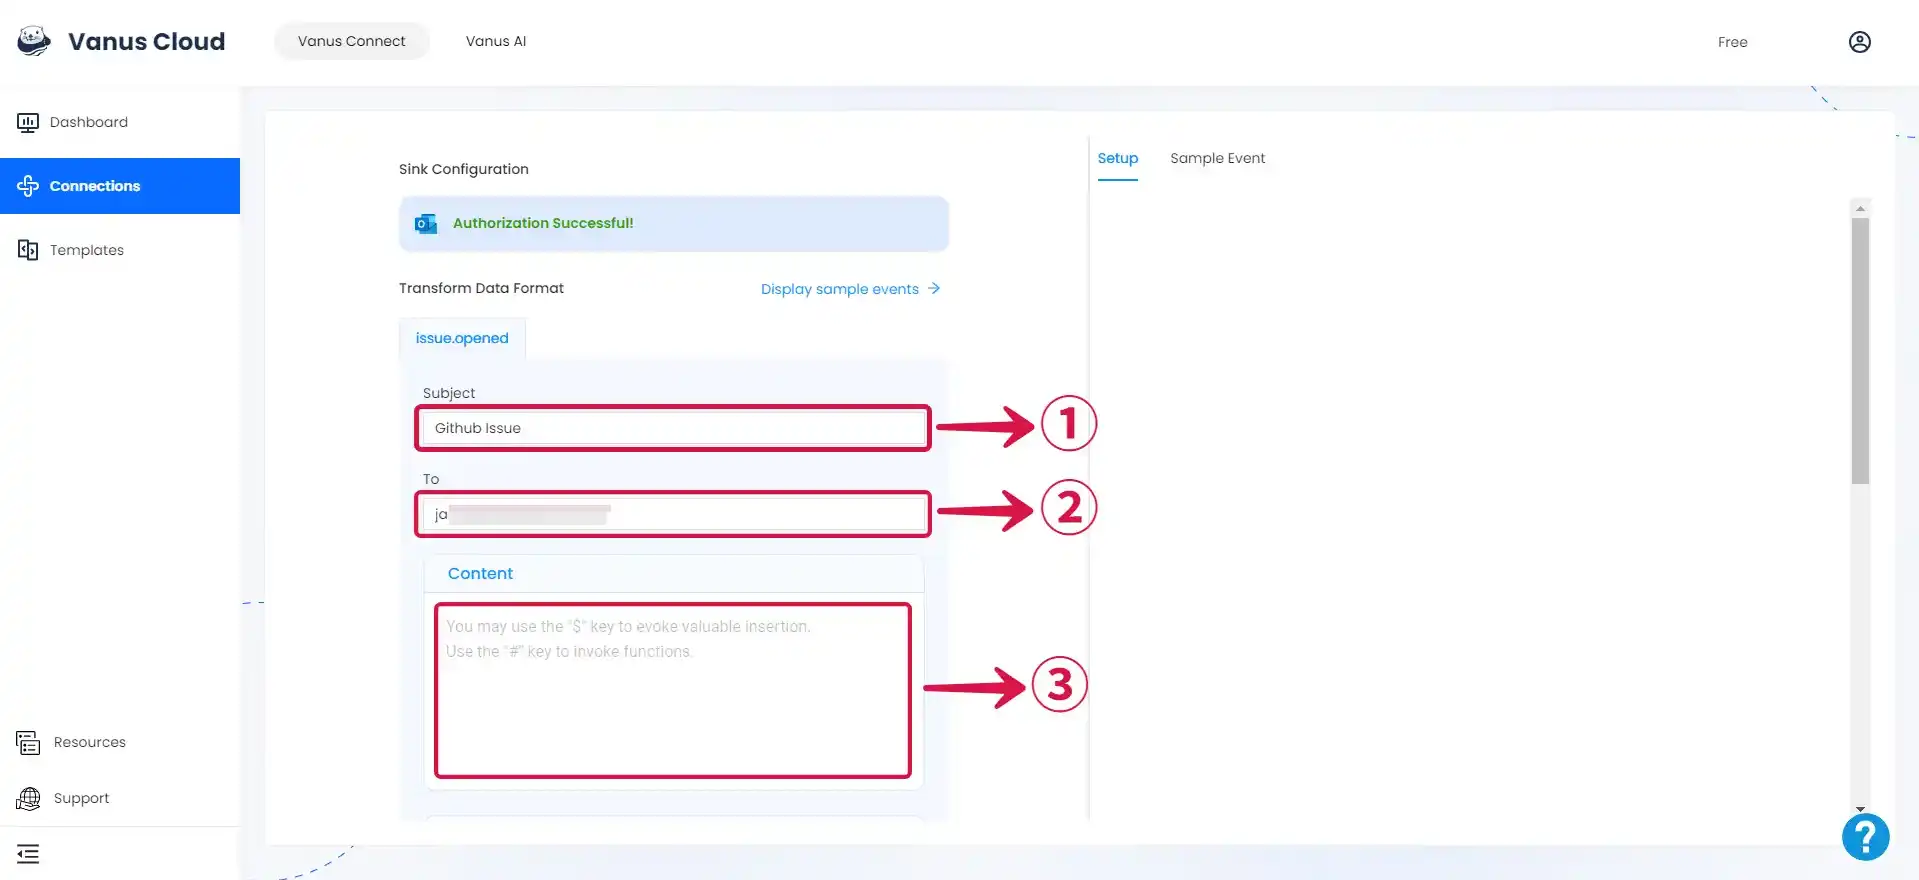 Vanus Cloud
Vanus Connect
Vanus AI
Free
Dashboard
Connections
Templates
Resources
Support
Sink Configuration
Authorization Successful!
Transform Data Format
Display sample events →
issue.opened
Subject
Github Issue
①
To
ja
②
Content
You may use the "$" key to evoke valuable insertion.
Use the "#" key to invoke functions.
③
Setup
Sample Event
?